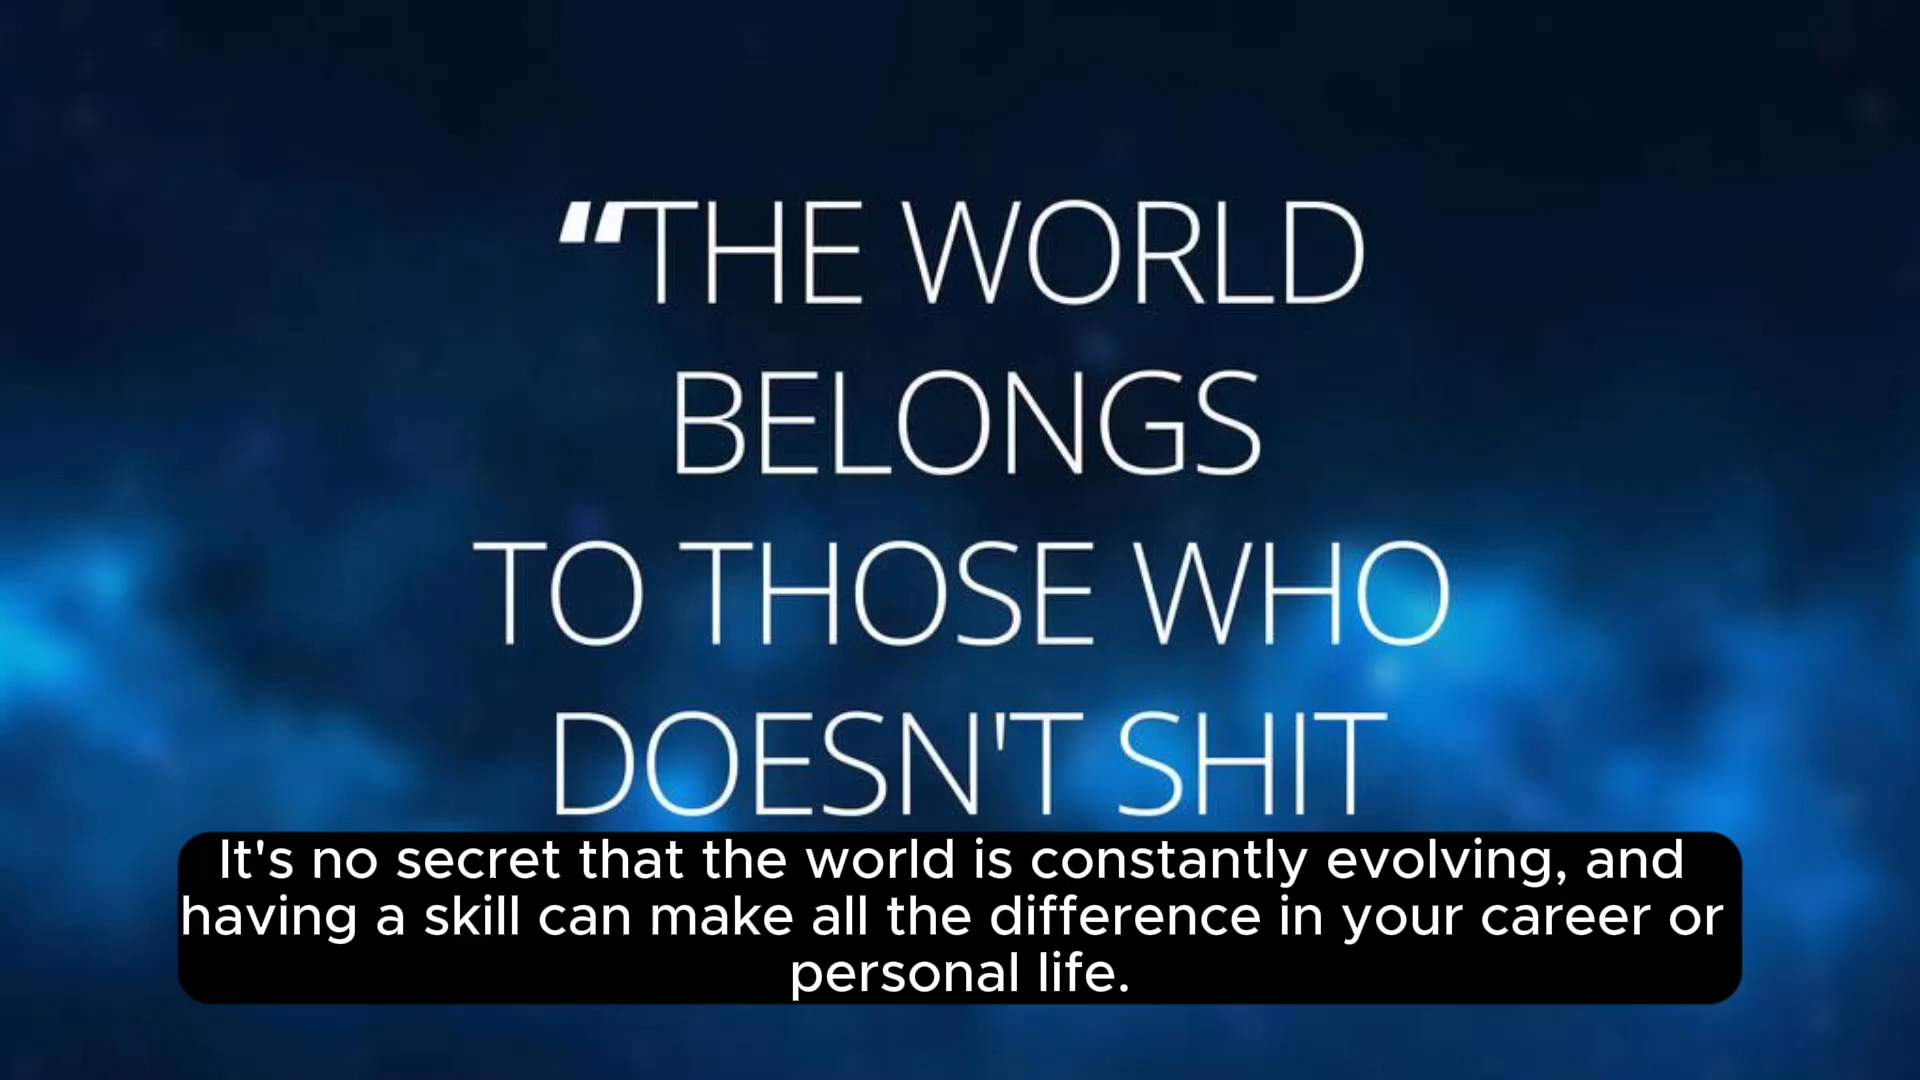 “THE WORLD
BELONGS
TO THOSE WHO
DOESN'T SHIT
It's no secret that the world is constantly evolving, and
having a skill can make all the difference in your career or
personal life.